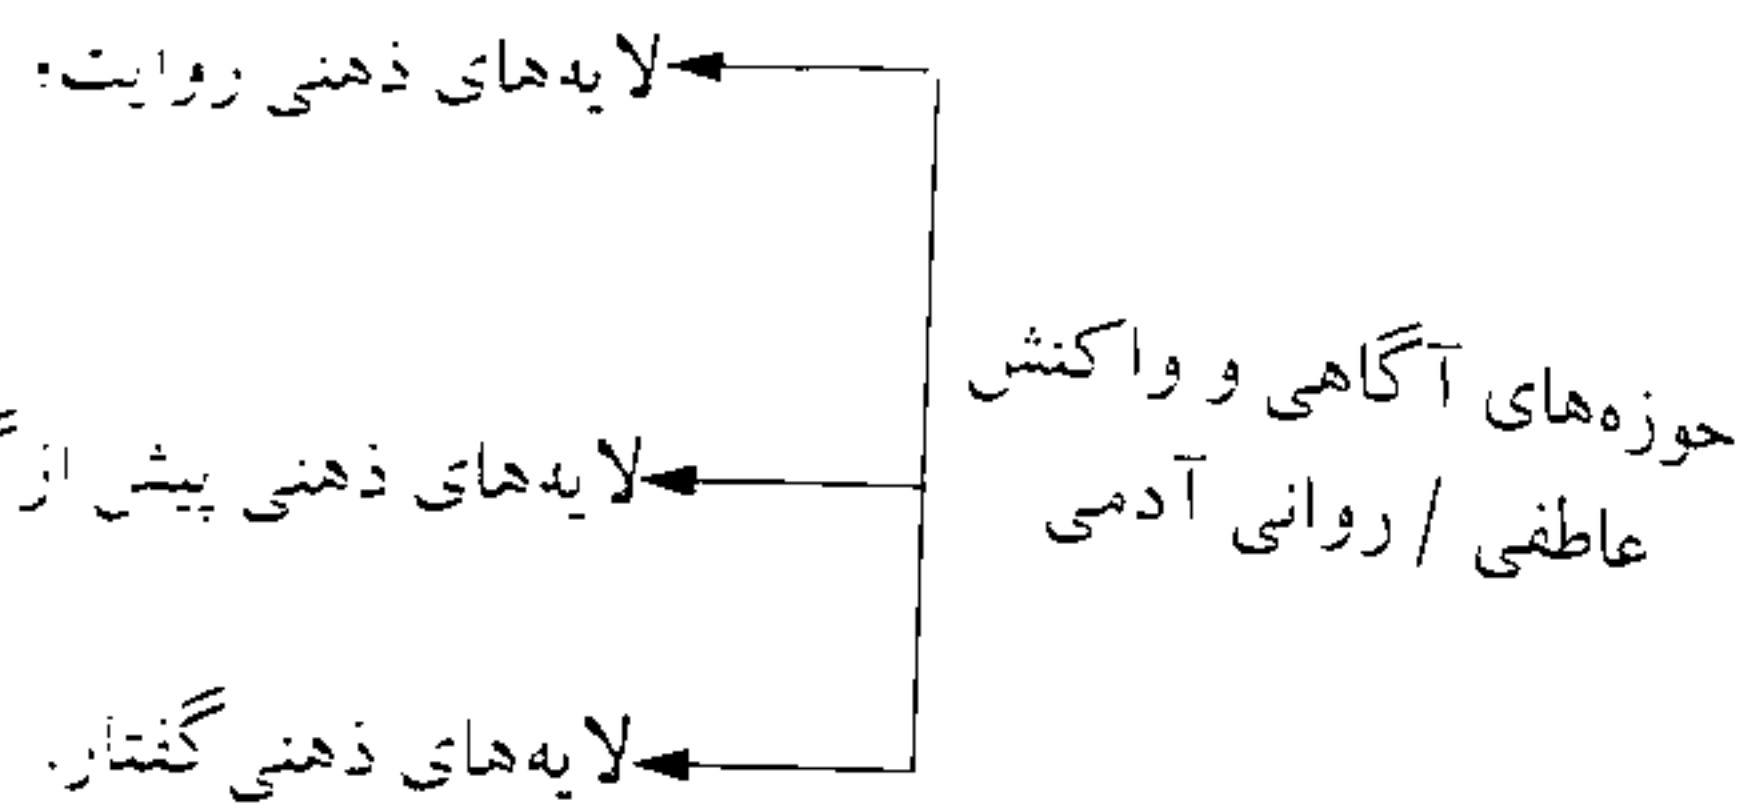 حوزه‌های آگاهی و واکنش
عاطفی / روانی آدمی
لایه‌های ذهنی روایت:
لایه‌های ذهنی پیش از
لایه‌های ذهنی گفتار.